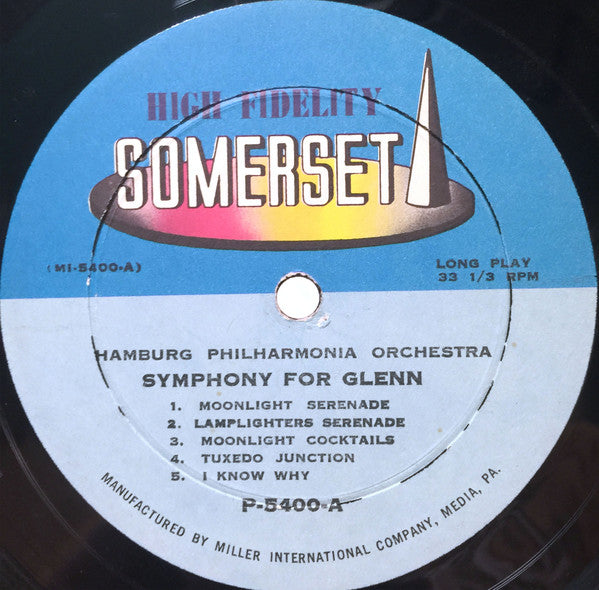 HIGH FIDELITY
SOMERSET
(MI-5400-A)
LONG PLAY
33 1/3 RPM
HAMBURG PHILHARMONIA ORCHESTRA
SYMPHONY FOR GLENN
1. MOONLIGHT SERENADE
2. LAMPLIGHTERS SERENADE
3. MOONLIGHT COCKTAILS
4. TUXEDO JUNCTION
5. I KNOW WHY
P-5400-A
MANUFACTURED BY MILLER INTERNATIONAL COMPANY, MEDIA, PA.